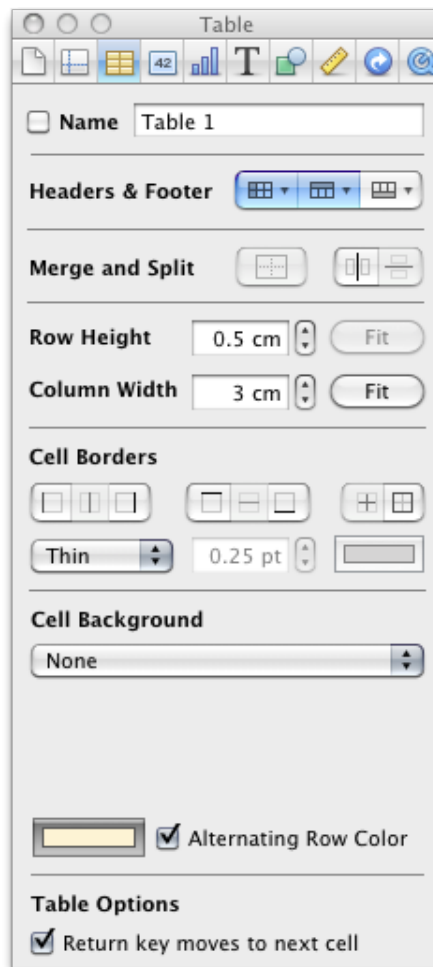 Table
42
T
Name Table 1
Headers & Footer
Merge and Split
Row Height 0.5 cm Fit
Column Width 3 cm Fit
Cell Borders
Thin 0.25 pt
Cell Background
None
Alternating Row Color
Table Options
Return key moves to next cell